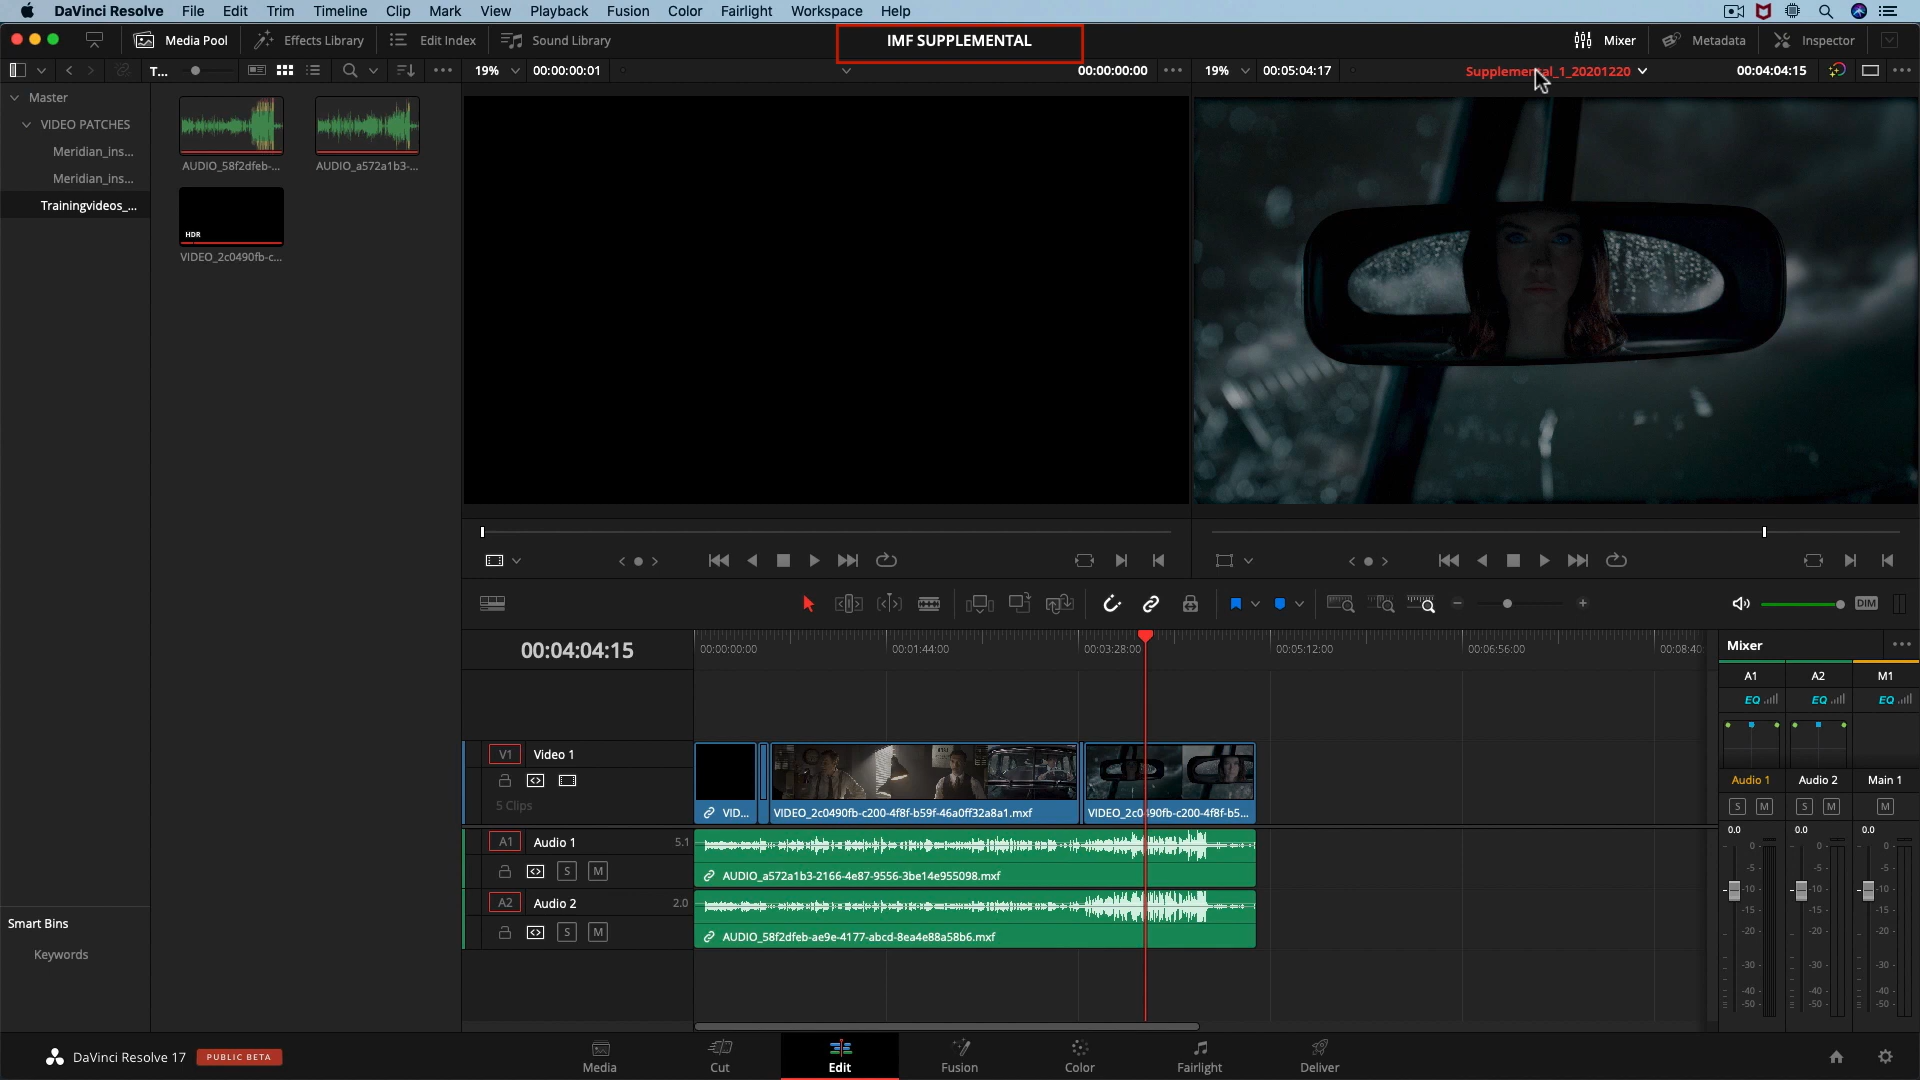 DaVinci Resolve File Edit Trim Timeline Clip Mark View Playback Fusion Color Fairlight Workspace Help
Media Pool Effects Library Edit Index Sound Library IMF SUPPLEMENTAL Mixer Metadata Inspector
T... 19% 00:00:00:01 00:00:00:00 19% 00:05:04:17 Supplemental_1_20201220 00:04:04:15
Master
VIDEO PATCHES
Meridian_ins...
Meridian_ins...
Trainingvideos_...
AUDIO_58f2dfeb-... AUDIO_a572a1b3-...
HDR
VIDEO_2c0490fb-c...
DIM
00:04:04:15 00:00:00:00 00:01:44:00 00:03:28:00 00:05:12:00 00:06:56:00 00:08:40:
V1 Video 1
5 Clips
VID... VIDEO_2c0490fb-c200-4f8f-b59f-46a0ff32a8a1.mxf VIDEO_2c0490fb-c200-4f8f-b5...
A1 Audio 1 5.1
S M
AUDIO_a572a1b3-2166-4e87-9556-3be14e955098.mxf
A2 Audio 2 2.0
S M
AUDIO_58f2dfeb-ae9e-4177-abcd-8ea4e88a58b6.mxf
Mixer
A1 A2 M1
EQ EQ EQ
Audio 1 Audio 2 Main 1
S M S M M
0.0 0.0 0.0
0 0 0
-5 -5 -5
-10 -10 -10
-15 -15 -15
-20 -20 -20
-30 -30 -30
-40 -40 -40
-50 -50 -50
Smart Bins
Keywords
DaVinci Resolve 17 PUBLIC BETA
Media Cut Edit Fusion Color Fairlight Deliver